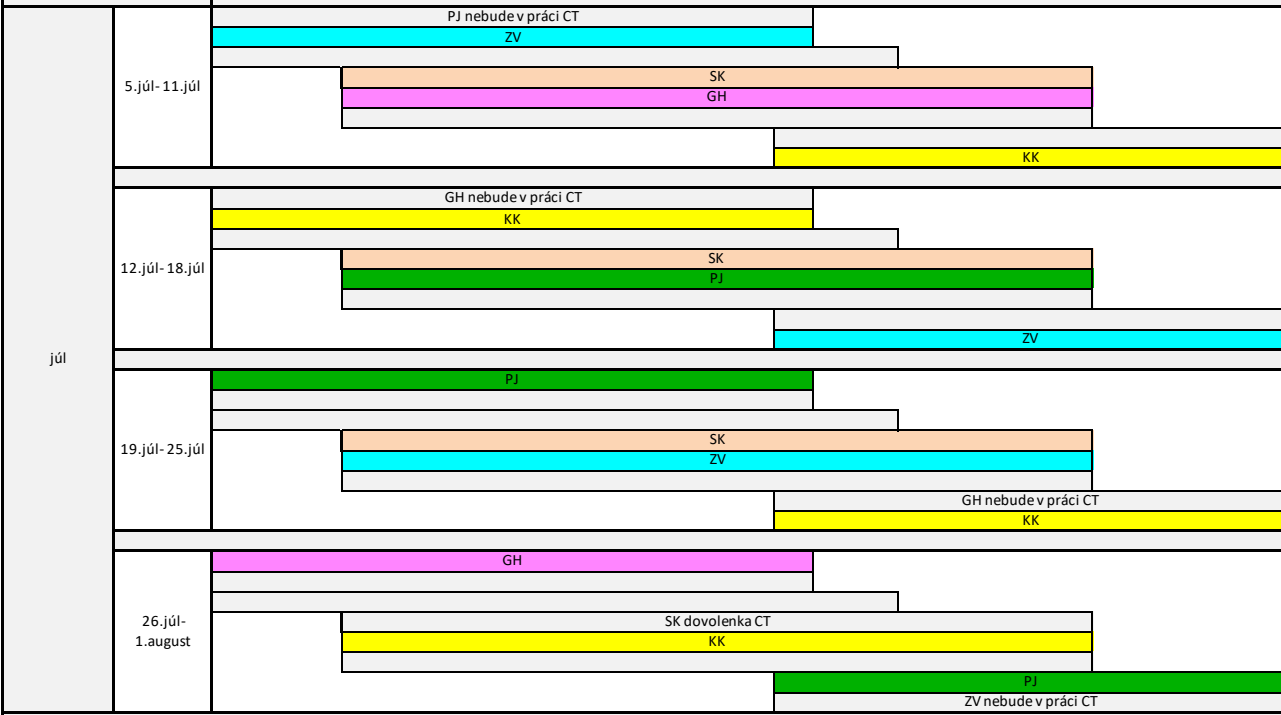 júl
5.júl-11.júl
PJ nebude v práci CT
ZV
SK
GH
KK
12.júl-18.júl
GH nebude v práci CT
KK
SK
PJ
ZV
19.júl-25.júl
PJ
SK
ZV
GH nebude v práci CT
KK
26.júl-
1.august
GH
SK dovolenka CT
KK
PJ
ZV nebude v práci CT